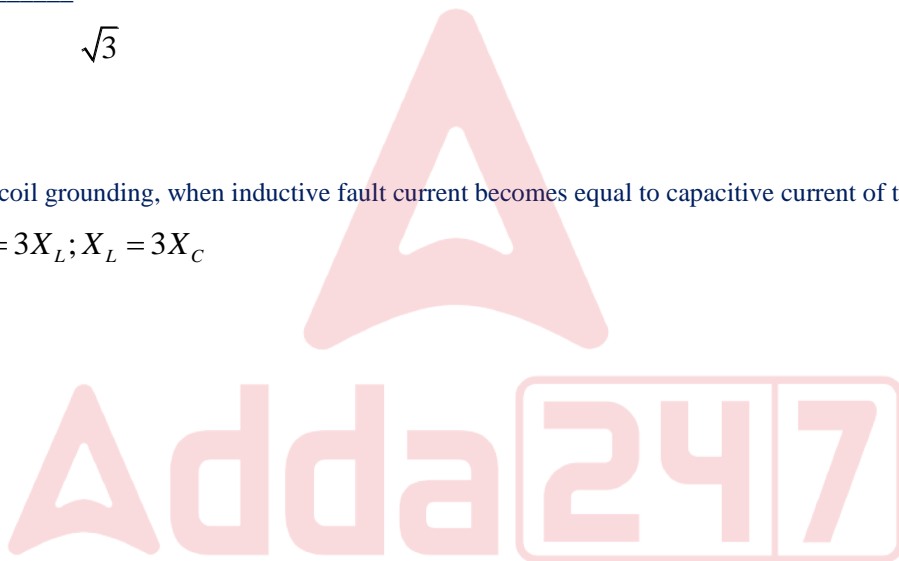 √3
coil grounding, when inductive fault current becomes equal to capacitive current of t
= 3X_L; X_L = 3X_C
Adda247